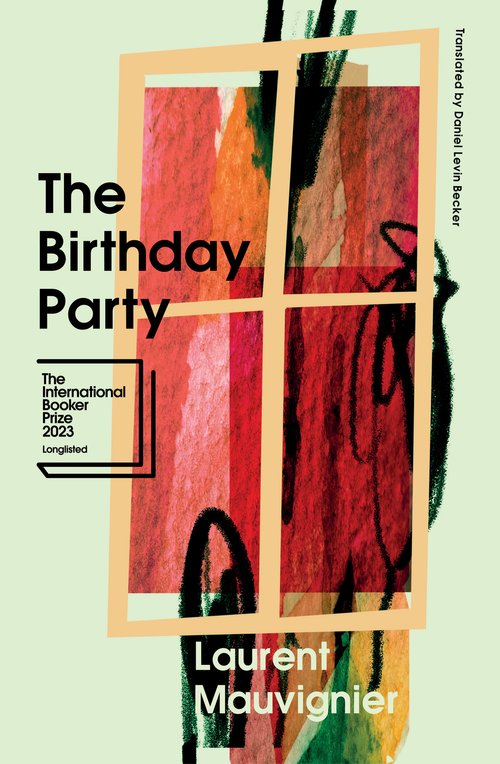 Translated by Daniel Levin Becker
The
Birthday
Party
The
International
Booker
Prize
2023
Longlisted
Laurent
Mauvignier